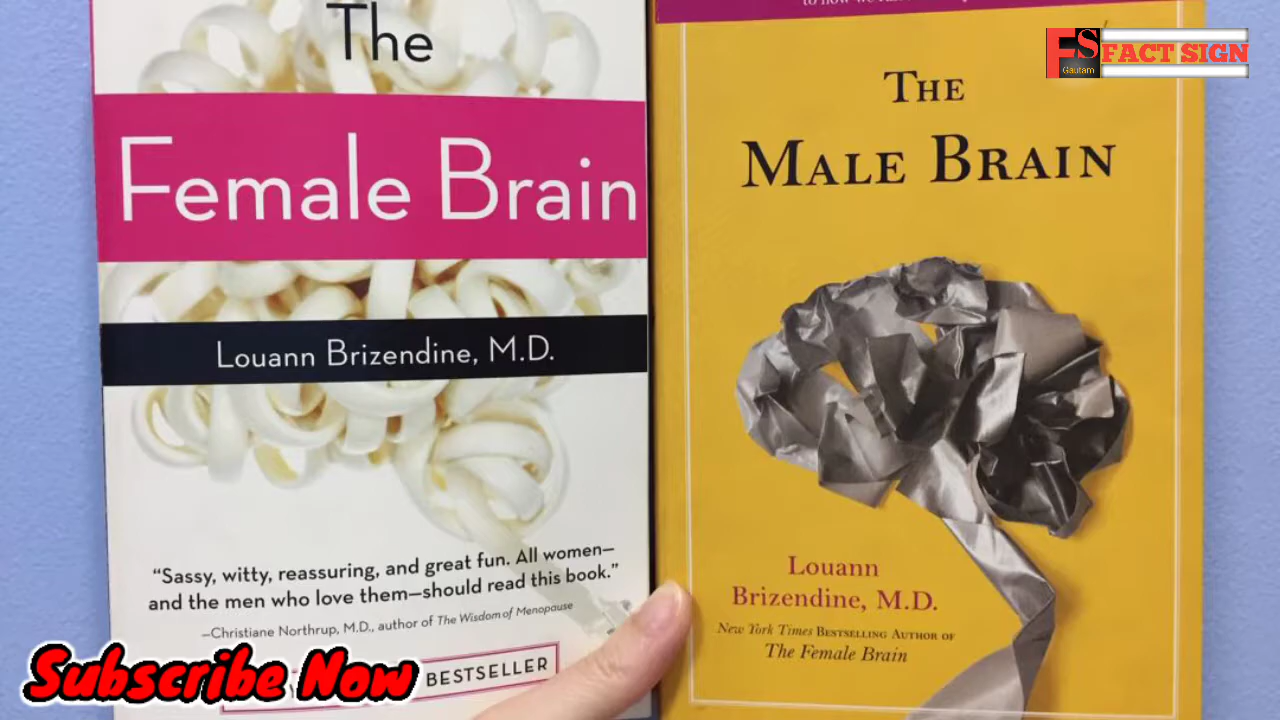 The
Female Brain
Louann Brizendine, M.D.
“Sassy, witty, reassuring, and great fun. All women—
and the men who love them—should read this book.”
—Christiane Northrup, M.D., author of The Wisdom of Menopause
BESTSELLER
THE
MALE BRAIN
Louann
Brizendine, M.D.
New York Times BESTSELLING AUTHOR OF
The Female Brain
FS
Gautam
FACT SIGN
Subscribe Now